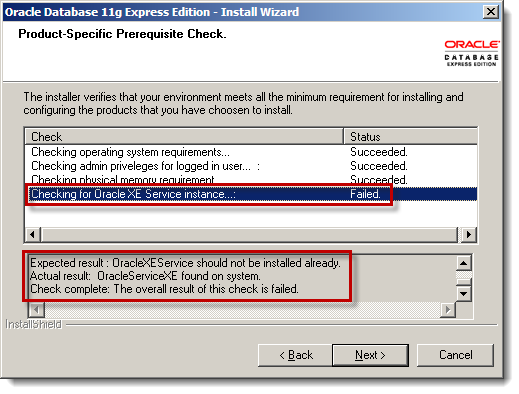 Oracle Database 11g Express Edition - Install Wizard
Product-Specific Prerequisite Check.
ORACLE
DATABASE
EXPRESS EDITION
The installer verifies that your environment meets all the minimum requirement for installing and
configuring the products that you have choosen to install.
Check Status
Checking operating system requirements... Succeeded.
Checking admin priveleges for logged in user... : Succeeded.
Checking physical memory requirement Succeeded.
Checking for Oracle XE Service instance...: Failed.
Expected result : OracleXEService should not be installed already.
Actual result: OracleServiceXE found on system.
Check complete: The overall result of this check is failed.
InstallShield
< Back Next > Cancel